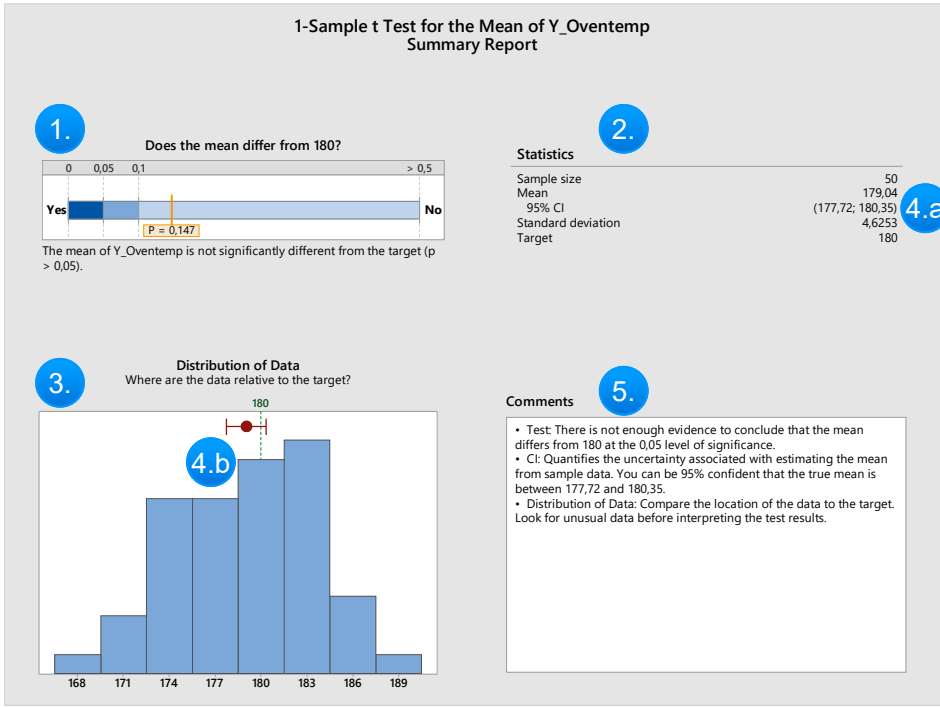 1-Sample t Test for the Mean of Y_Oventemp
Summary Report
1.
Does the mean differ from 180?
0 0,05 0,1 > 0,5
Yes No
P = 0,147
The mean of Y_Oventemp is not significantly different from the target (p
> 0,05).
2.
Statistics
Sample size 50
Mean 179,04
95% CI (177,72; 180,35)
Standard deviation 4,6253
Target 180
4.a
3.
Distribution of Data
Where are the data relative to the target?
180
4.b
168 171 174 177 180 183 186 189
5.
Comments
• Test: There is not enough evidence to conclude that the mean
differs from 180 at the 0,05 level of significance.
• CI: Quantifies the uncertainty associated with estimating the mean
from sample data. You can be 95% confident that the true mean is
between 177,72 and 180,35.
• Distribution of Data: Compare the location of the data to the target.
Look for unusual data before interpreting the test results.